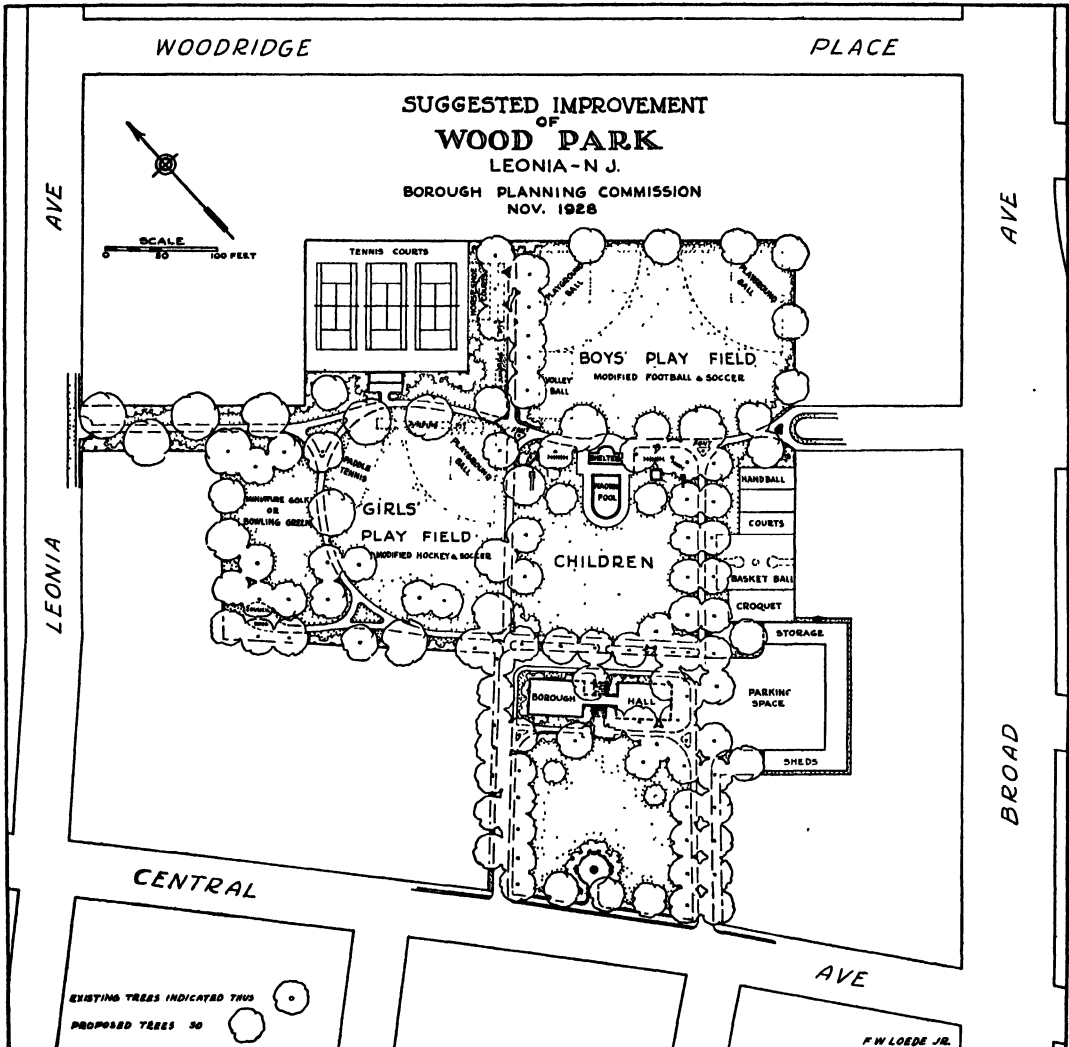 WOODRIDGE PLACE
SUGGESTED IMPROVEMENT
OF
WOOD PARK
LEONIA-N J.
BOROUGH PLANNING COMMISSION
NOV. 1928
AVE
AVE
SCALE
0 50 100 FEET
TENNIS COURTS
PLAYGROUND
BALL
PLAYGROUND
BALL
BOYS' PLAY FIELD
MODIFIED FOOTBALL & SOCCER
VOLLEY
BALL
PLAYGROUND
BALL
PADDLE
TENNIS
SHELTER
WADING
POOL
HANDBALL
COURTS
MINIATURE GOLF
OR
BOWLING GREEN
GIRLS'
PLAY FIELD
MODIFIED HOCKEY & SOCCER
CHILDREN
BASKET BALL
CROQUET
LEONIA
STORAGE
PARKING
SPACE
BOROUGH HALL
SHEDS
BROAD
CENTRAL
AVE
EXISTING TREES INDICATED THUS
PROPOSED TREES SO
F W LOEDE JR.